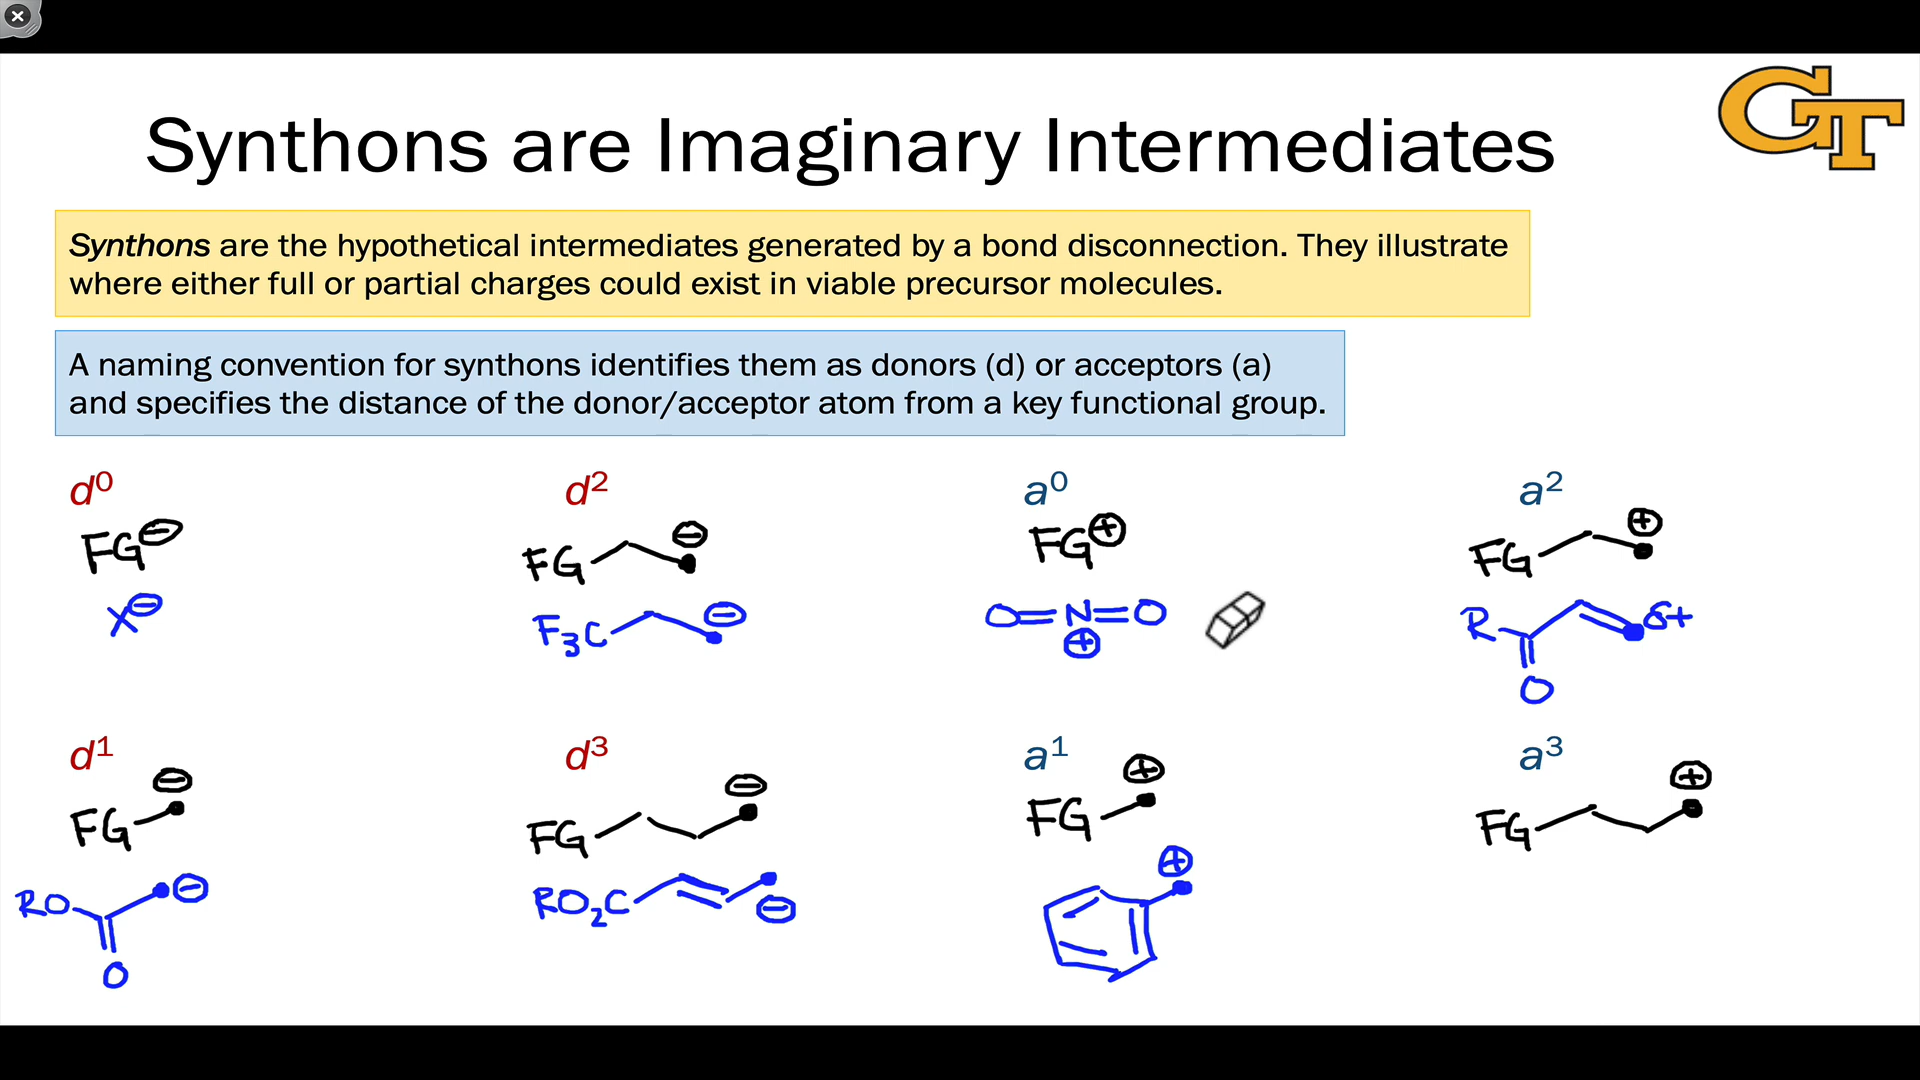 GT
Synthons are Imaginary Intermediates
Synthons are the hypothetical intermediates generated by a bond disconnection. They illustrate
where either full or partial charges could exist in viable precursor molecules.
A naming convention for synthons identifies them as donors (d) or acceptors (a)
and specifies the distance of the donor/acceptor atom from a key functional group.
d⁰ d² a⁰ a²
FG⊖ FG ⊖ FG⊕ FG ⊕
X⊖ F₃C ⊖ O=N=O ⊕ R O δ+
d¹ d³ a¹ a³
FG ⊖ FG ⊖ FG ⊕ FG ⊕
RO O ⊖ RO₂C ⊖ ⊕